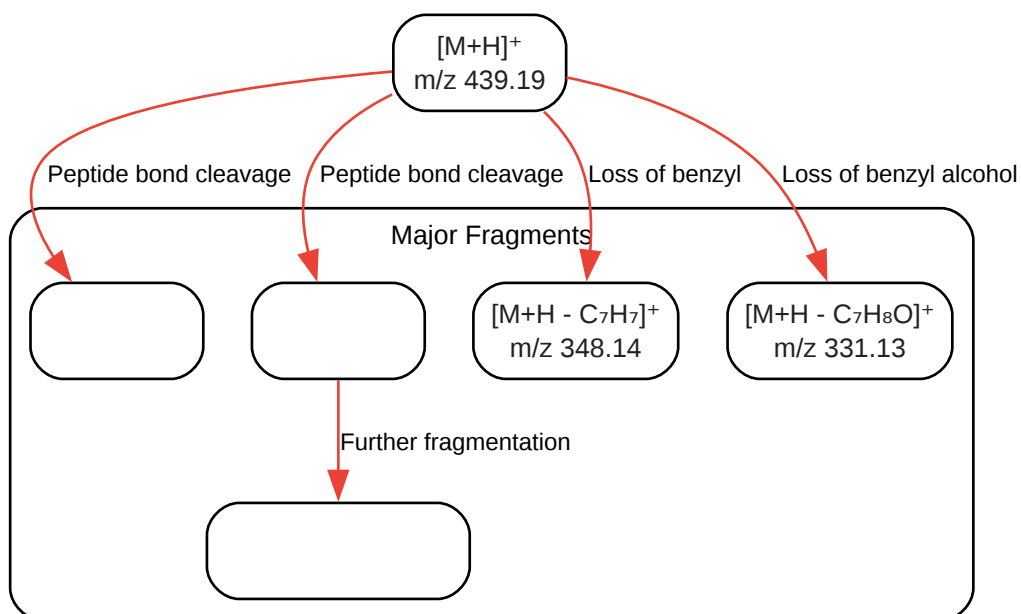 [M+H]⁺
m/z 439.19
Peptide bond cleavage
Peptide bond cleavage
Loss of benzyl
Loss of benzyl alcohol
Major Fragments
[M+H - C₇H₇]⁺
m/z 348.14
[M+H - C₇H₈O]⁺
m/z 331.13
Further fragmentation